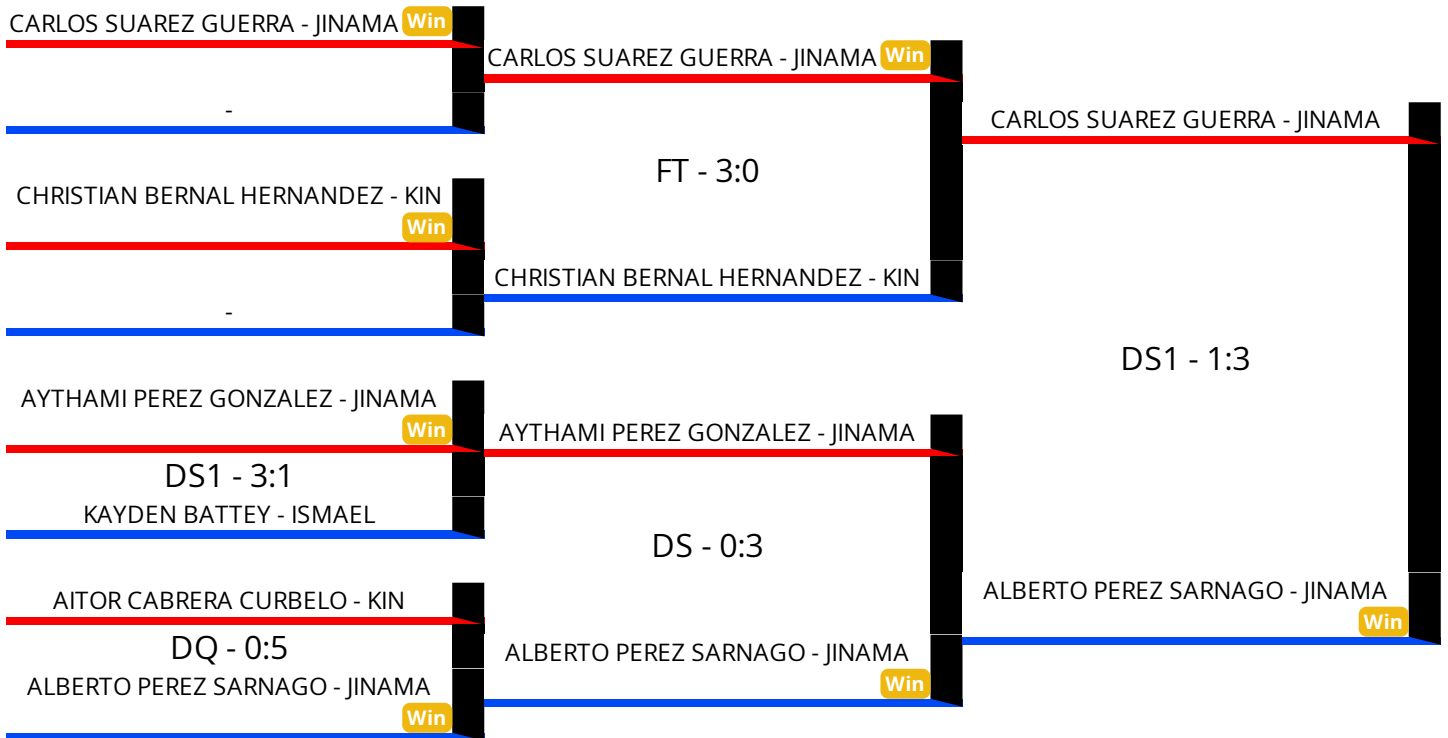 CARLOS SUAREZ GUERRA - JINAMA Win
-
CHRISTIAN BERNAL HERNANDEZ - KIN
Win
-
AYTHAMI PEREZ GONZALEZ - JINAMA
Win
DS1 - 3:1
KAYDEN BATTEY - ISMAEL
AITOR CABRERA CURBELO - KIN
DQ - 0:5
ALBERTO PEREZ SARNAGO - JINAMA
Win
CARLOS SUAREZ GUERRA - JINAMA Win
FT - 3:0
CHRISTIAN BERNAL HERNANDEZ - KIN
AYTHAMI PEREZ GONZALEZ - JINAMA
DS - 0:3
ALBERTO PEREZ SARNAGO - JINAMA
Win
CARLOS SUAREZ GUERRA - JINAMA
DS1 - 1:3
ALBERTO PEREZ SARNAGO - JINAMA
Win